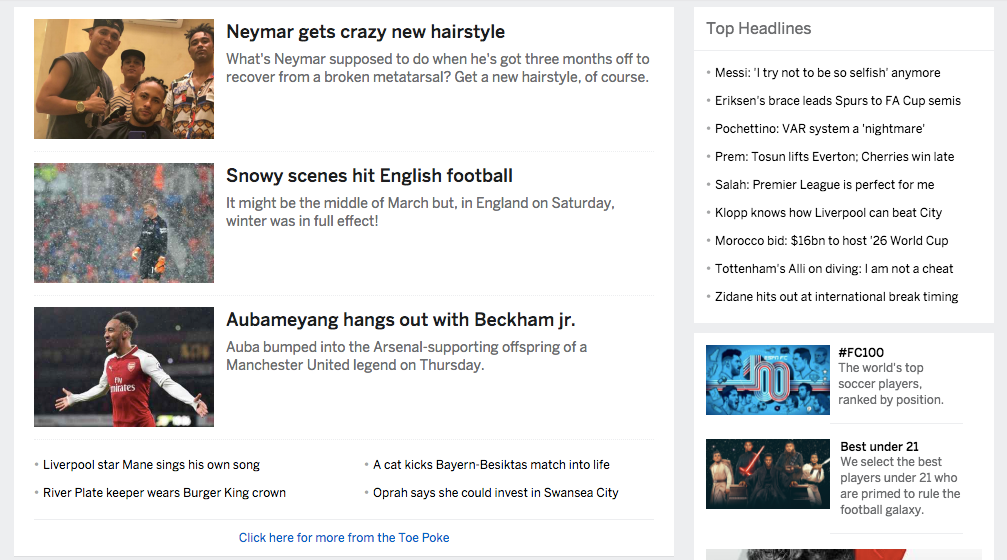 Neymar gets crazy new hairstyle
What's Neymar supposed to do when he's got three months off to
recover from a broken metatarsal? Get a new hairstyle, of course.
Snowy scenes hit English football
It might be the middle of March but, in England on Saturday,
winter was in full effect!
Fly
Emirates
Aubameyang hangs out with Beckham jr.
Auba bumped into the Arsenal-supporting offspring of a
Manchester United legend on Thursday.
• Liverpool star Mane sings his own song
• A cat kicks Bayern-Besiktas match into life
• River Plate keeper wears Burger King crown
• Oprah says she could invest in Swansea City
Click here for more from the Toe Poke
Top Headlines
• Messi: 'I try not to be so selfish' anymore
• Eriksen's brace leads Spurs to FA Cup semis
• Pochettino: VAR system a 'nightmare'
• Prem: Tosun lifts Everton; Cherries win late
• Salah: Premier League is perfect for me
• Klopp knows how Liverpool can beat City
• Morocco bid: $16bn to host '26 World Cup
• Tottenham's Alli on diving: I am not a cheat
• Zidane hits out at international break timing
ESPN FC
100
#FC100
The world's top
soccer players,
ranked by position.
Best under 21
We select the best
players under 21 who
are primed to rule the
football galaxy.